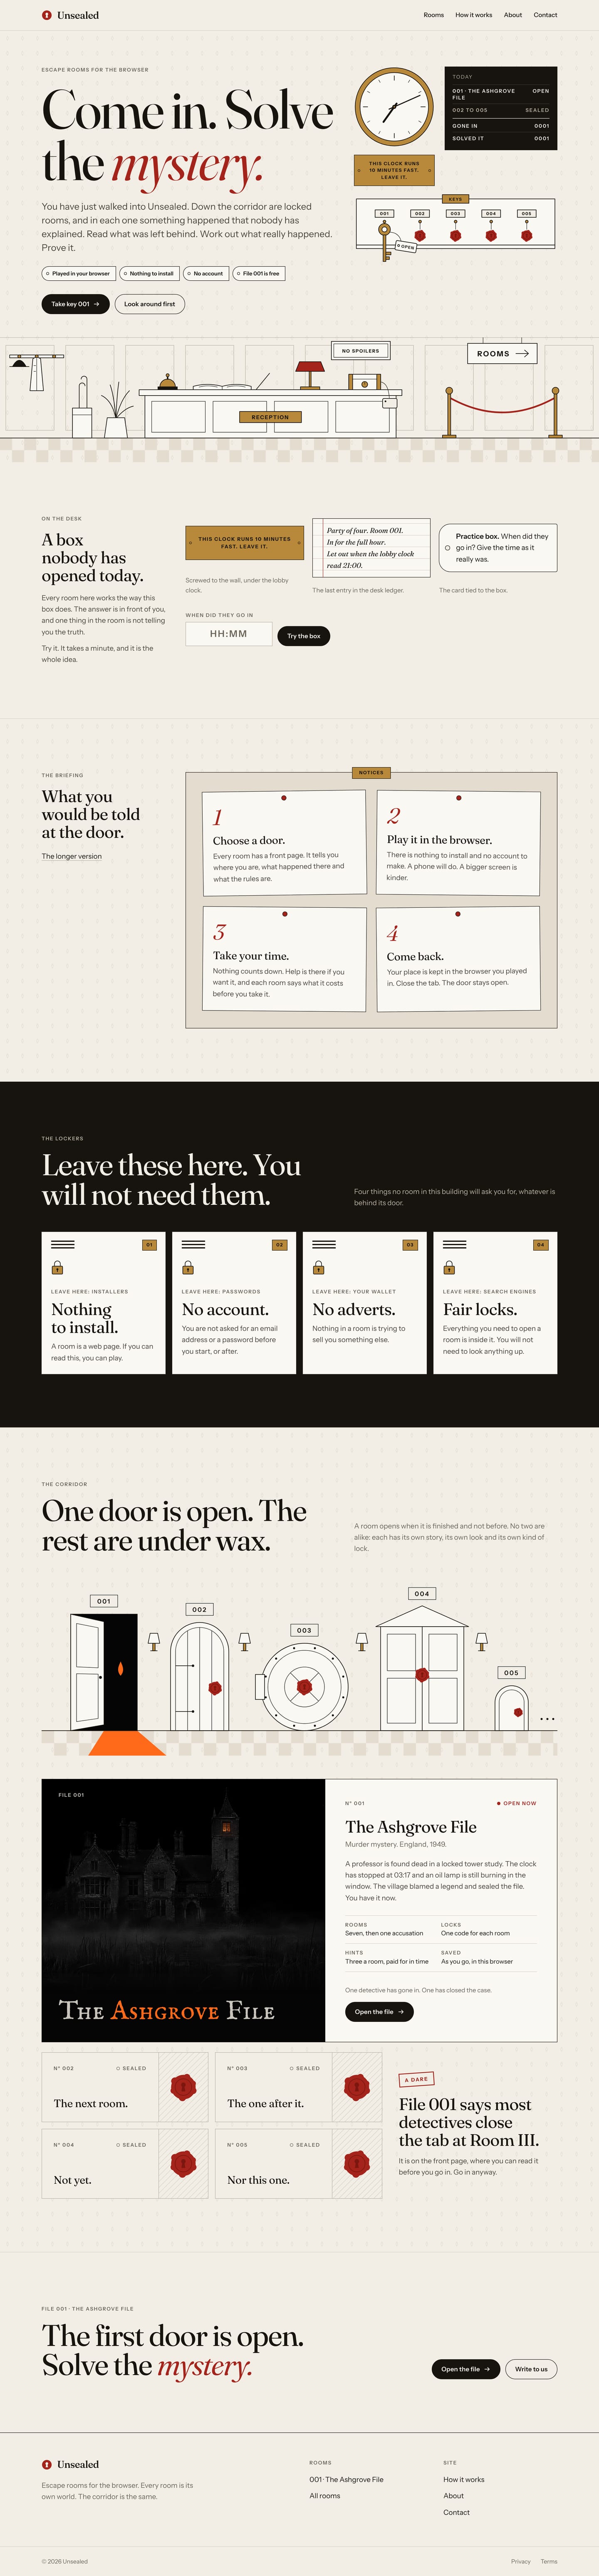 Unsealed
Rooms
How it works
About
Contact
ESCAPE ROOMS FOR THE BROWSER
Come in. Solve
the mystery.
You have just walked into Unsealed. Down the corridor are locked
rooms, and in each one something happened that nobody has
explained. Read what was left behind. Work out what really happened.
Prove it.
Played in your browser
Nothing to install
No account
File 001 is free
Take key 001 →
Look around first
TODAY
001 · THE ASHGROVE
FILE
OPEN
002 TO 005
SEALED
GONE IN
0001
SOLVED IT
0001
THIS CLOCK RUNS
10 MINUTES FAST.
LEAVE IT.
KEYS
001
002
003
004
005
OPEN
NO SPOILERS
ROOMS
RECEPTION
ON THE DESK
A box
nobody has
opened today.
Every room here works the way this
box does. The answer is in front of you,
and one thing in the room is not telling
you the truth.
Try it. It takes a minute, and it is the
whole idea.
THIS CLOCK RUNS 10 MINUTES
FAST. LEAVE IT.
Screwed to the wall, under the lobby
clock.
Party of four. Room 001.
In for the full hour.
Let out when the lobby clock
read 21:00.
The last entry in the desk ledger.
Practice box. When did they
go in? Give the time as it
really was.
The card tied to the box.
WHEN DID THEY GO IN
HH:MM
Try the box
THE BRIEFING
What you
would be told
at the door.
The longer version
NOTICES
1
Choose a door.
Every room has a front page. It tells you
where you are, what happened there and
what the rules are.
2
Play it in the browser.
There is nothing to install and no account to
make. A phone will do. A bigger screen is
kinder.
3
Take your time.
Nothing counts down. Help is there if you
want it, and each room says what it costs
before you take it.
4
Come back.
Your place is kept in the browser you played
in. Close the tab. The door stays open.
THE LOCKERS
Leave these here. You
will not need them.
Four things no room in this building will ask you for, whatever is
behind its door.
01
LEAVE HERE: INSTALLERS
Nothing
to install.
A room is a web page. If you can
read this, you can play.
02
LEAVE HERE: PASSWORDS
No account.
You are not asked for an email
address or a password before
you start, or after.
03
LEAVE HERE: YOUR WALLET
No adverts.
Nothing in a room is trying to
sell you something else.
04
LEAVE HERE: SEARCH ENGINES
Fair locks.
Everything you need to open a
room is inside it. You will not
need to look anything up.
THE CORRIDOR
One door is open. The
rest are under wax.
A room opens when it is finished and not before. No two are
alike: each has its own story, its own look and its own kind of
lock.
001
002
003
004
005
FILE 001
The Ashgrove File
N° 001
OPEN NOW
The Ashgrove File
Murder mystery. England, 1949.
A professor is found dead in a locked tower study. The clock
has stopped at 03:17 and an oil lamp is still burning in the
window. The village blamed a legend and sealed the file.
You have it now.
ROOMS
Seven, then one accusation
LOCKS
One code for each room
HINTS
Three a room, paid for in time
SAVED
As you go, in this browser
One detective has gone in. One has closed the case.
Open the file →
N° 002
SEALED
The next room.
N° 003
SEALED
The one after it.
N° 004
SEALED
Not yet.
N° 005
SEALED
Nor this one.
A DARE
File 001 says most
detectives close
the tab at Room III.
It is on the front page, where you can read it
before you go in. Go in anyway.
FILE 001 · THE ASHGROVE FILE
The first door is open.
Solve the mystery.
Open the file →
Write to us
Unsealed
Escape rooms for the browser. Every room is its
own world. The corridor is the same.
ROOMS
001 · The Ashgrove File
All rooms
SITE
How it works
About
Contact
© 2026 Unsealed
Privacy
Terms